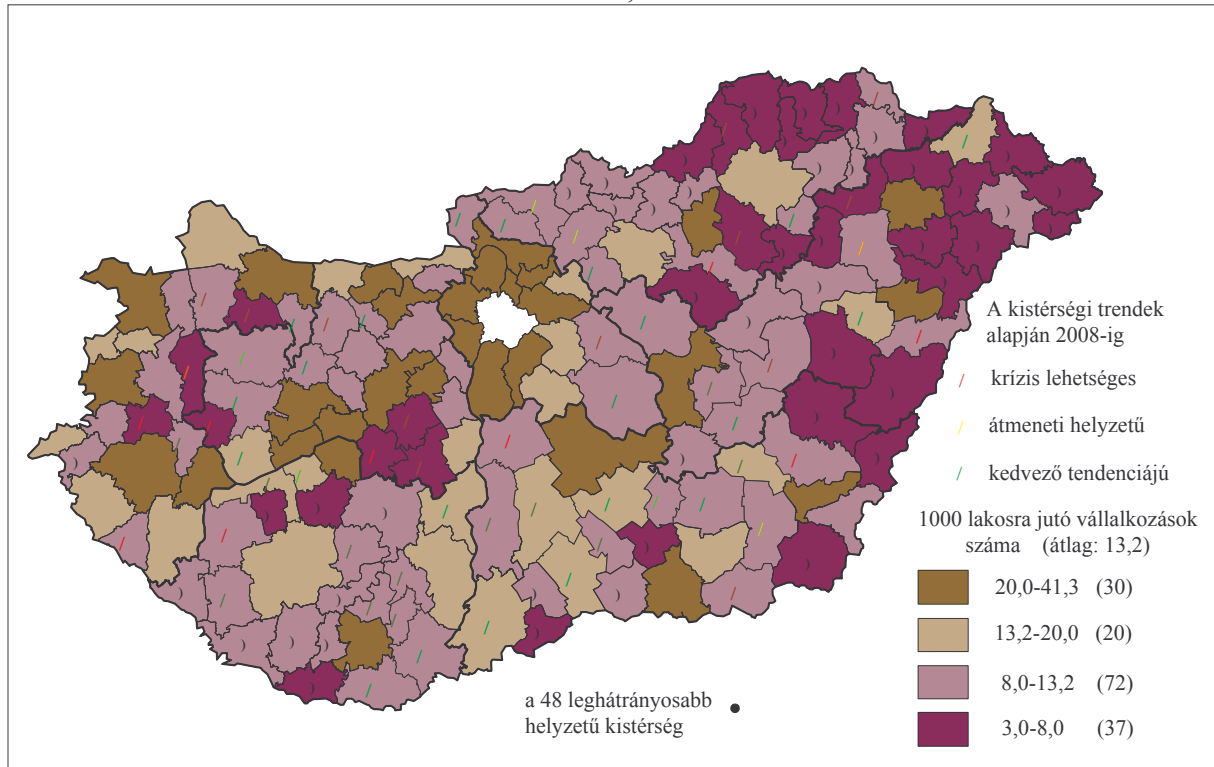 A kistérségi trendek
alapján 2008-ig
krízis lehetséges
átmeneti helyzetű
kedvező tendenciájú
1000 lakosra jutó vállalkozások
száma (átlag: 13,2)
20,0-41,3 (30)
13,2-20,0 (20)
8,0-13,2 (72)
3,0-8,0 (37)
a 48 leghátrányosabb
helyzetű kistérség